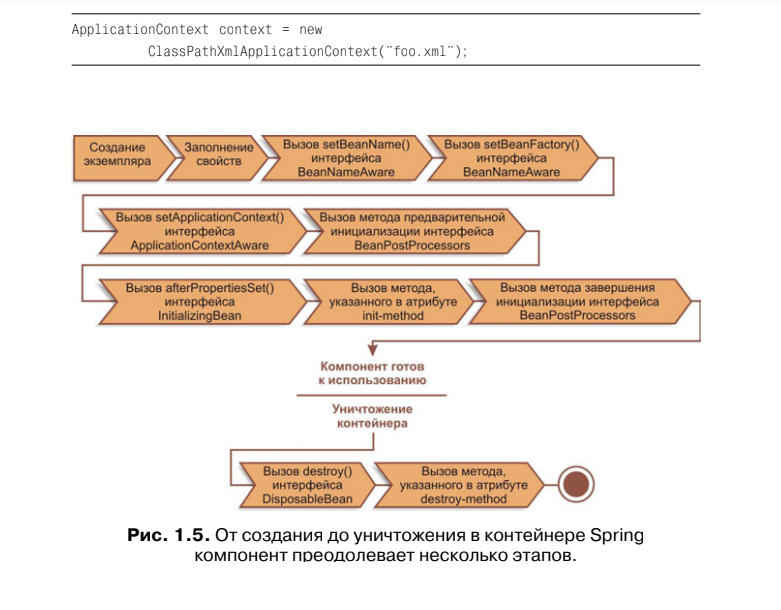 ApplicationContext context = new
ClassPathXmlApplicationContext("foo.xml");
Создание
экземпляра
Заполнение
свойств
Вызов setBeanName()
интерфейса
BeanNameAware
Вызов setBeanFactory()
интерфейса
BeanNameAware
Вызов setApplicationContext()
интерфейса
ApplicationContextAware
Вызов метода предварительной
инициализации интерфейса
BeanPostProcessors
Вызов afterPropertiesSet()
интерфейса
InitializingBean
Вызов метода,
указанного в атрибуте
init-method
Вызов метода завершения
инициализации интерфейса
BeanPostProcessors
Компонент готов
к использованию
Уничтожение
контейнера
Вызов destroy()
интерфейса
DisposableBean
Вызов метода,
указанного в атрибуте
destroy-method
Рис. 1.5. От создания до уничтожения в контейнере Spring
компонент преодолевает несколько этапов.